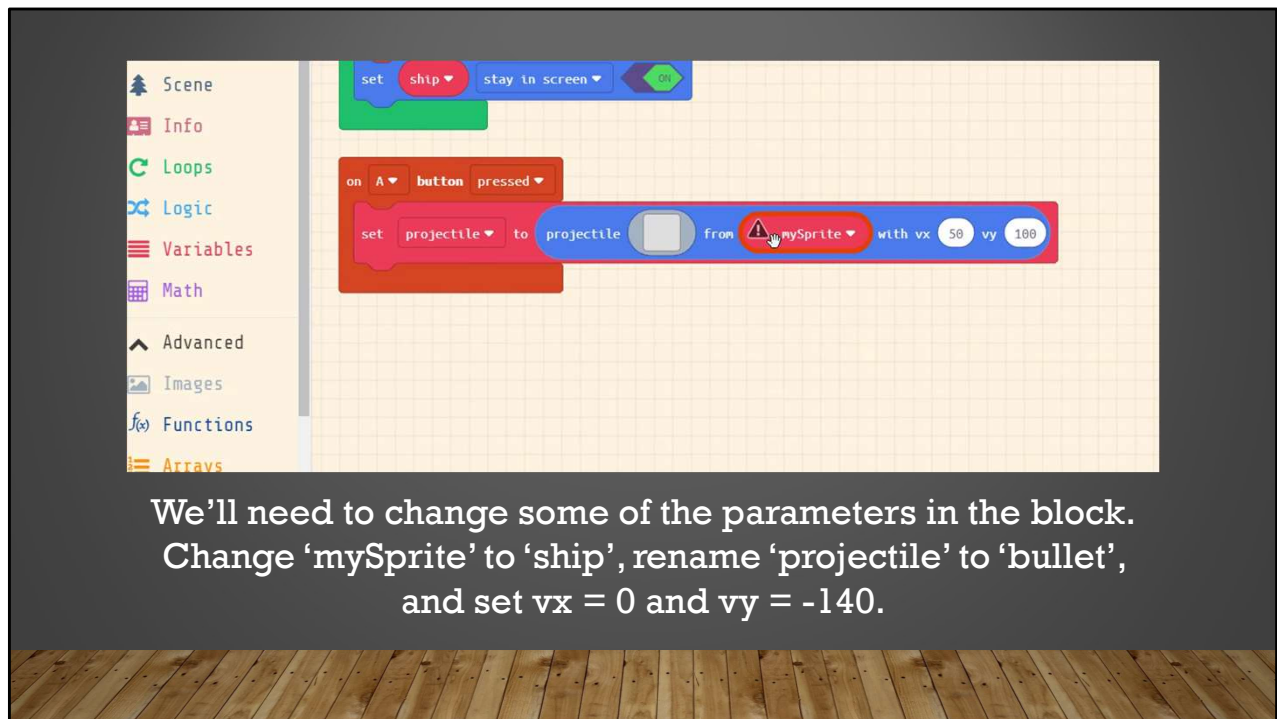 Scene
Info
Loops
Logic
Variables
Math
Advanced
Images
f(x) Functions
Arrays
set ship stay in screen ON
on A button pressed
set projectile to projectile from mySprite with vx 50 vy 100
We’ll need to change some of the parameters in the block.
Change ‘mySprite’ to ‘ship’, rename ‘projectile’ to ‘bullet’,
and set vx = 0 and vy = -140.